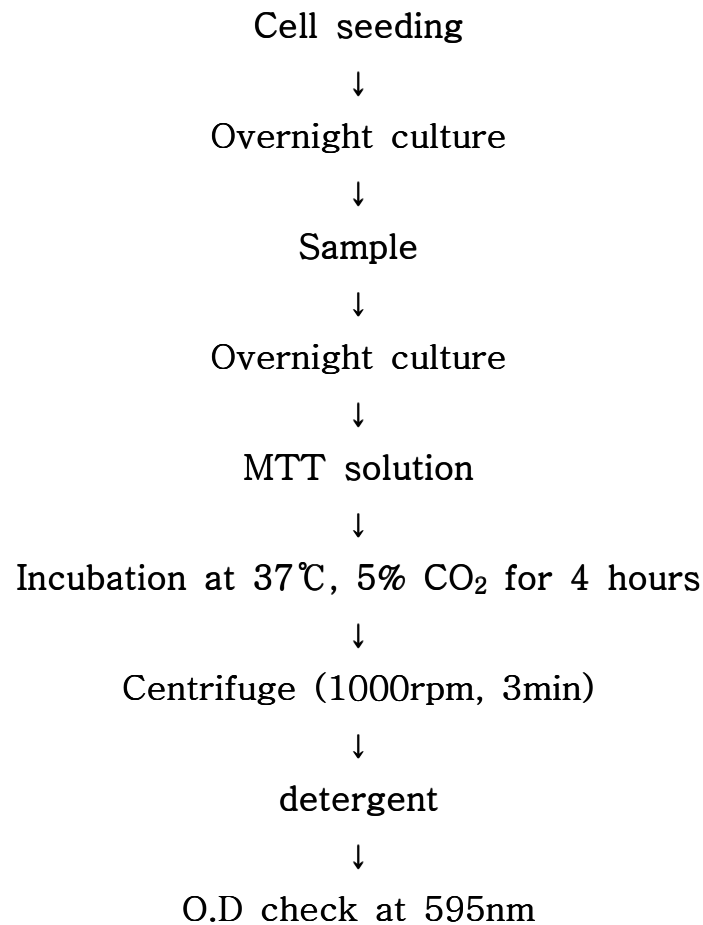 Cell seeding
↓
Overnight culture
↓
Sample
↓
Overnight culture
↓
MTT solution
↓
Incubation at 37℃, 5% CO₂ for 4 hours
↓
Centrifuge (1000rpm, 3min)
↓
detergent
↓
O.D check at 595nm